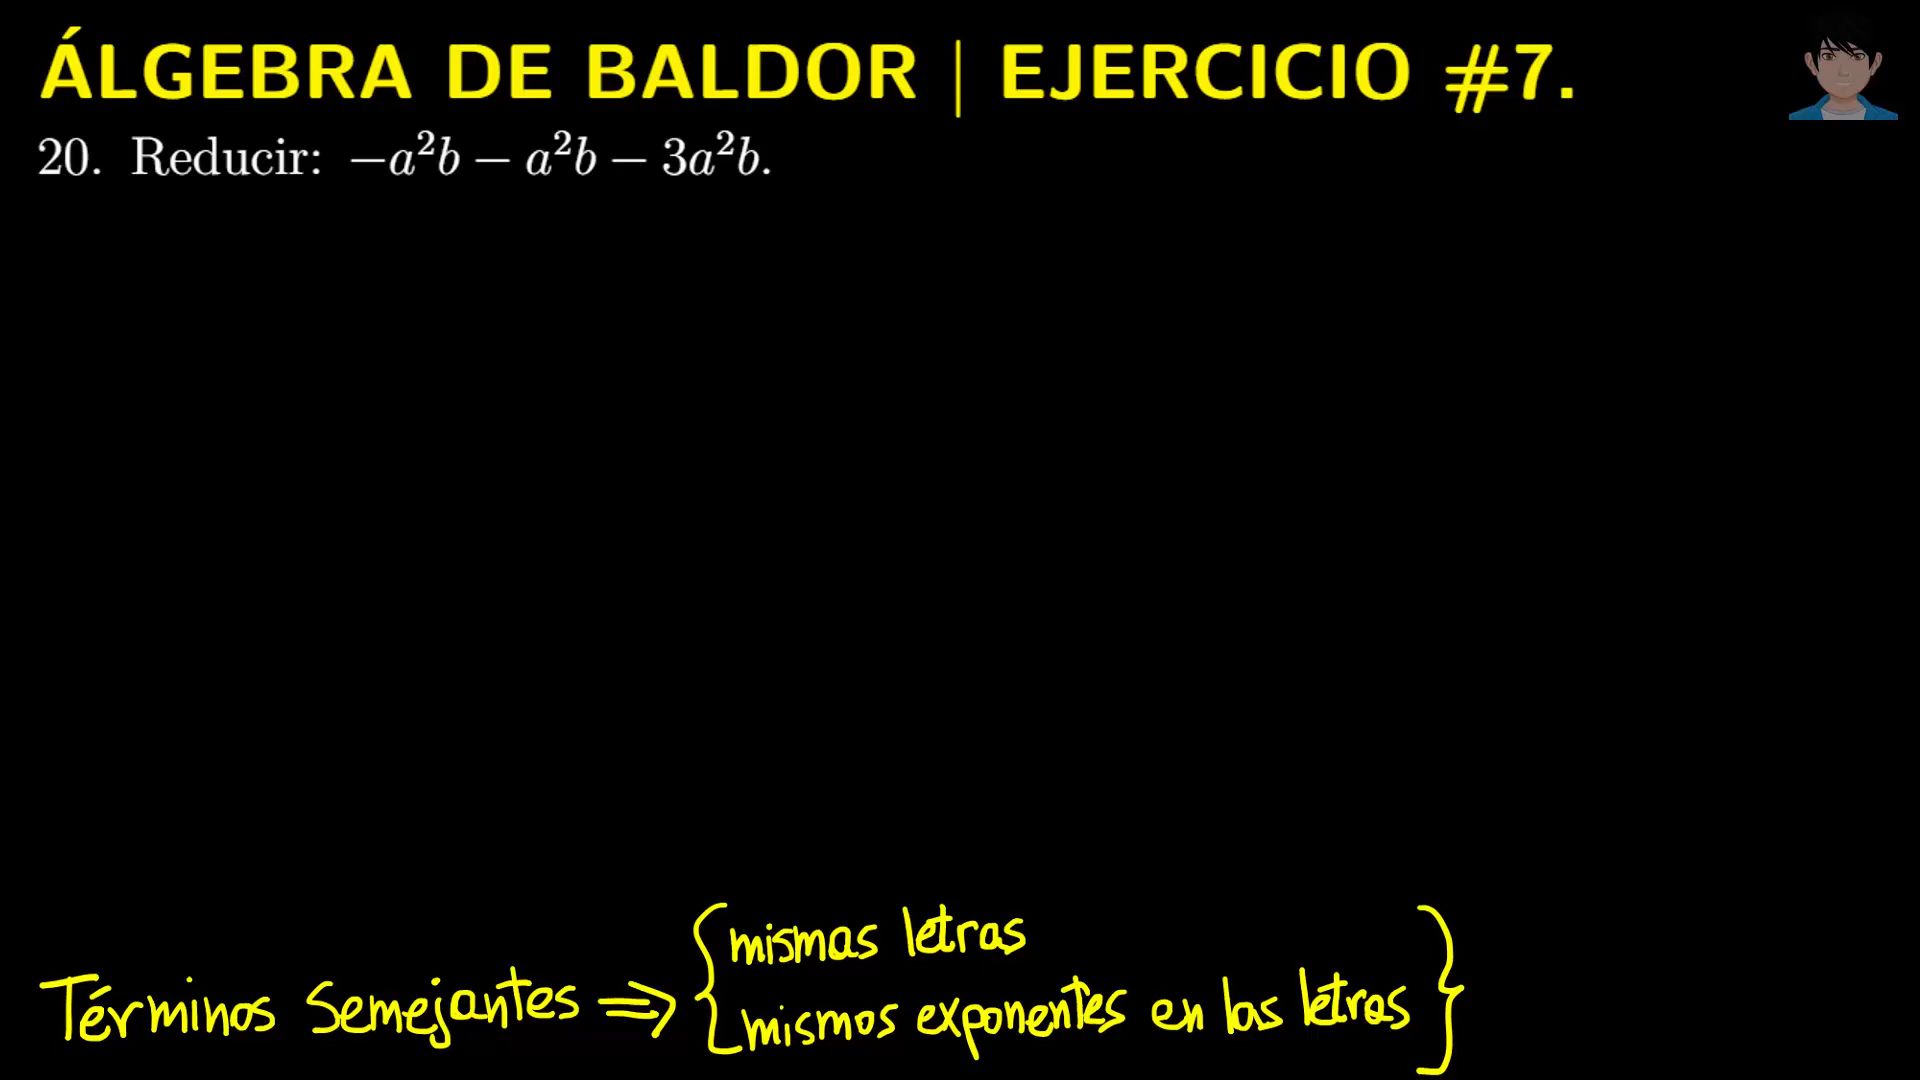 ÁLGEBRA DE BALDOR | EJERCICIO #7.
20. Reducir: −a²b − a²b − 3a²b.
mismas letras
Términos Semejantes ⇒
mismos exponentes en las letras